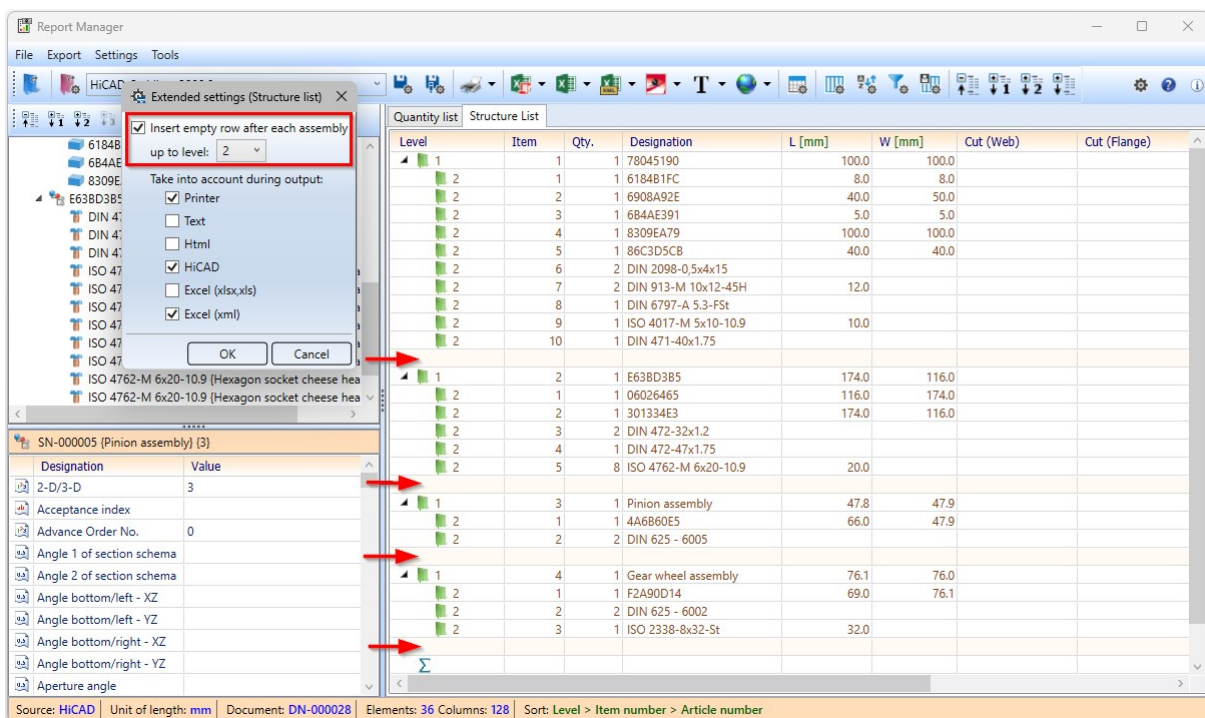 Report Manager
File Export Settings Tools
HiCAD
T
1 2
Extended settings (Structure list)
Insert empty row after each assembly
up to level: 2
Take into account during output:
Printer
Text
Html
HiCAD
Excel (xlsx,xls)
Excel (xml)
OK Cancel
6184B
6B4AE
8309E
E63BD3B5
DIN 47
DIN 47
DIN 47
ISO 47
ISO 47
ISO 47
ISO 47
ISO 47
ISO 47
ISO 4762-M 6x20-10.9 (Hexagon socket cheese hea
ISO 4762-M 6x20-10.9 (Hexagon socket cheese hea
SN-000005 {Pinion assembly} {3}
Designation Value
2-D/3-D 3
Acceptance index
Advance Order No. 0
Angle 1 of section schema
Angle 2 of section schema
Angle bottom/left - XZ
Angle bottom/left - YZ
Angle bottom/right - XZ
Angle bottom/right - YZ
Aperture angle
Quantity list Structure List
Level Item Qty. Designation L [mm] W [mm] Cut (Web) Cut (Flange)
1 1 1 78045190 100.0 100.0
2 1 1 6184B1FC 8.0 8.0
2 2 1 6908A92E 40.0 50.0
2 3 1 6B4AE391 5.0 5.0
2 4 1 8309EA79 100.0 100.0
2 5 1 86C3D5CB 40.0 40.0
2 6 2 DIN 2098-0,5x4x15
2 7 2 DIN 913-M 10x12-45H 12.0
2 8 1 DIN 6797-A 5.3-FSt
2 9 1 ISO 4017-M 5x10-10.9 10.0
2 10 1 DIN 471-40x1.75
1 2 1 E63BD3B5 174.0 116.0
2 1 1 06026465 116.0 174.0
2 2 1 301334E3 174.0 116.0
2 3 2 DIN 472-32x1.2
2 4 1 DIN 472-47x1.75
2 5 8 ISO 4762-M 6x20-10.9 20.0
1 3 1 Pinion assembly 47.8 47.9
2 1 1 4A6B60E5 66.0 47.9
2 2 2 DIN 625 - 6005
1 4 1 Gear wheel assembly 76.1 76.0
2 1 1 F2A90D14 69.0 76.1
2 2 2 DIN 625 - 6002
2 3 1 ISO 2338-8x32-St 32.0
Σ
Source: HiCAD Unit of length: mm Document: DN-000028 Elements: 36 Columns: 128 Sort: Level > Item number > Article number